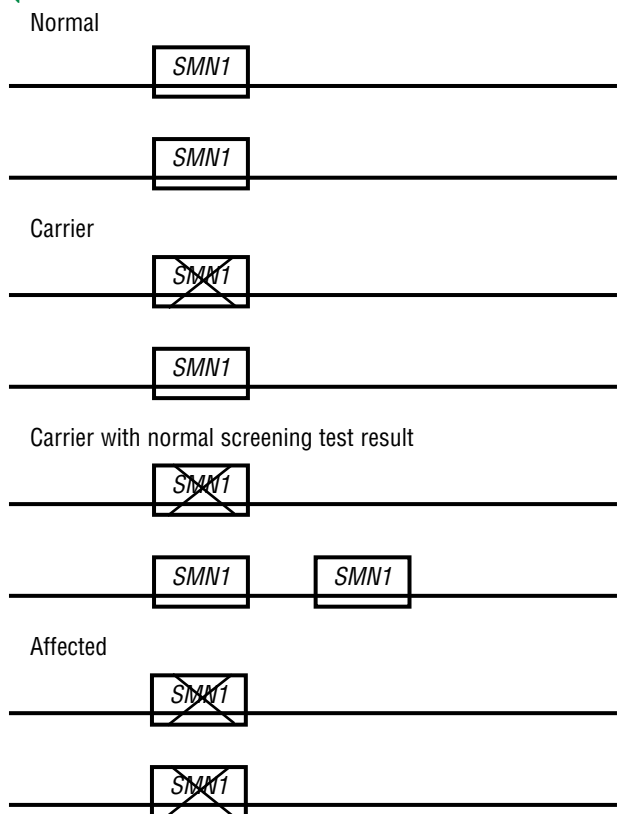 Normal
SMN1
SMN1
Carrier
SMN1
SMN1
Carrier with normal screening test result
SMN1
SMN1 SMN1
Affected
SMN1
SMN1